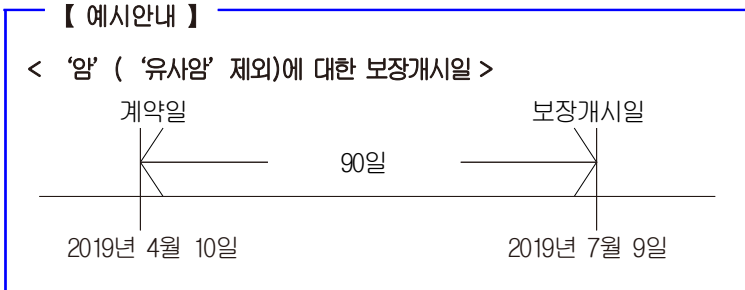 【 예시안내 】
< ‘암’ ( ‘유사암’ 제외)에 대한 보장개시일 >
계약일 보장개시일
90일
2019년 4월 10일 2019년 7월 9일